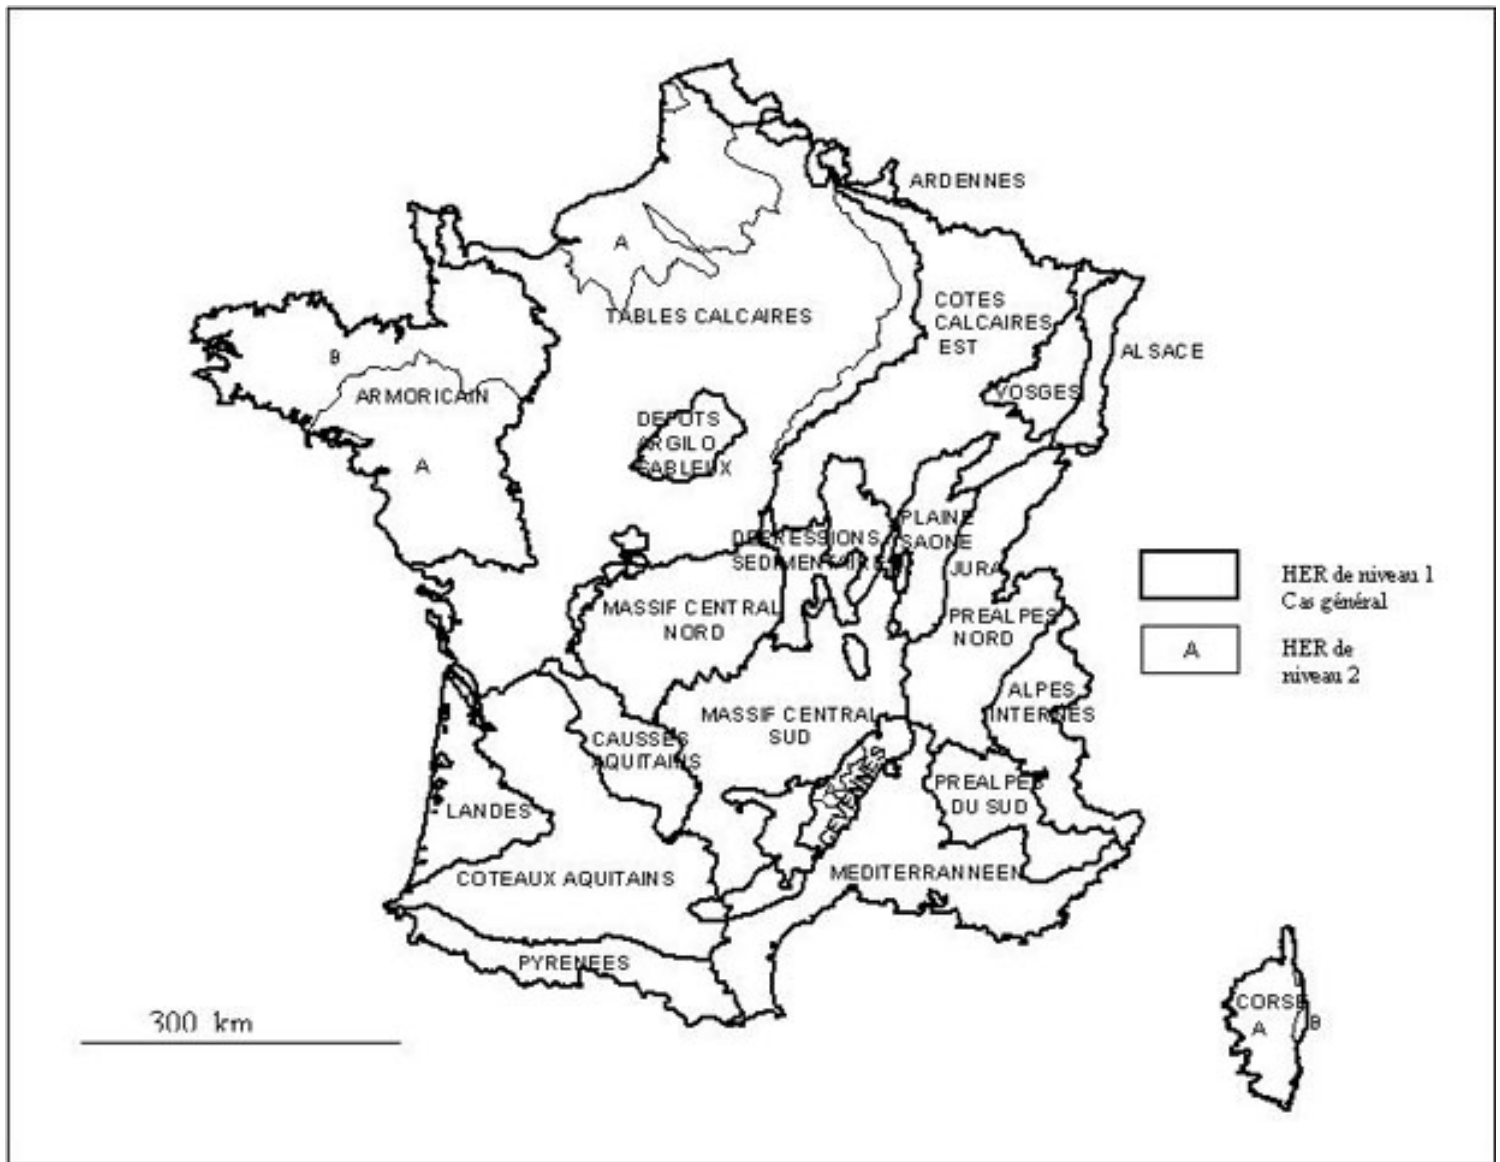 ARDENNES
A
COTES
CALCAIRES
EST
TABLES CALCAIRES
ALSACE
B
VOSGES
ARMORICAIN
DEPOTS
ARGILO
SABLEUX
A
PLAINE
SAONE
DEPRESSIONS
SEDIMENTAIRES
JURA
HER de niveau 1
Cas général
MASSIF CENTRAL
NORD
PREALPES
NORD
A
HER de
niveau 2
ALPES
INTERNES
MASSIF CENTRAL
SUD
CAUSSES
AQUITAINS
PREALPES
DU SUD
A
CEVENNES
LANDES
MEDITERRANNEEN
COTEAUX AQUITAINS
PYRENEES
CORSE
A
B
300 km